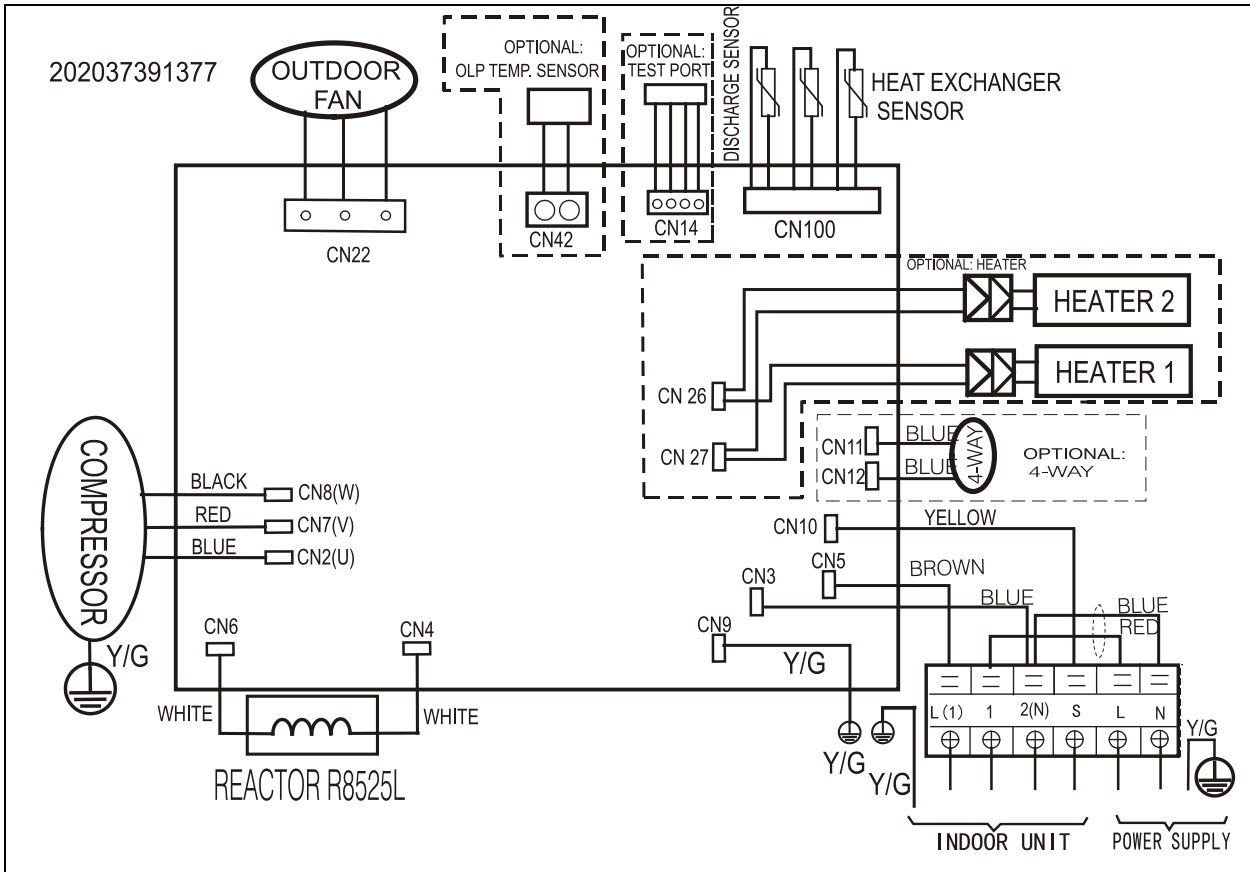 202037391377
OUTDOOR
FAN
OPTIONAL:
OLP TEMP. SENSOR
OPTIONAL:
TEST PORT
DISCHARGE SENSOR
HEAT EXCHANGER
SENSOR
CN22
CN42
CN14
CN100
OPTIONAL: HEATER
HEATER 2
HEATER 1
CN 26
CN 27
CN11
BLUE
CN12
BLUE
4-WAY
OPTIONAL:
4-WAY
COMPRESSOR
BLACK
CN8(W)
RED
CN7(V)
BLUE
CN2(U)
Y/G
CN10
YELLOW
CN5
BROWN
CN3
BLUE
BLUE
RED
CN9
Y/G
CN6
CN4
WHITE
WHITE
REACTOR R8525L
L(1) 1 2(N) S L N
Y/G
Y/G
Y/G
INDOOR UNIT
POWER SUPPLY